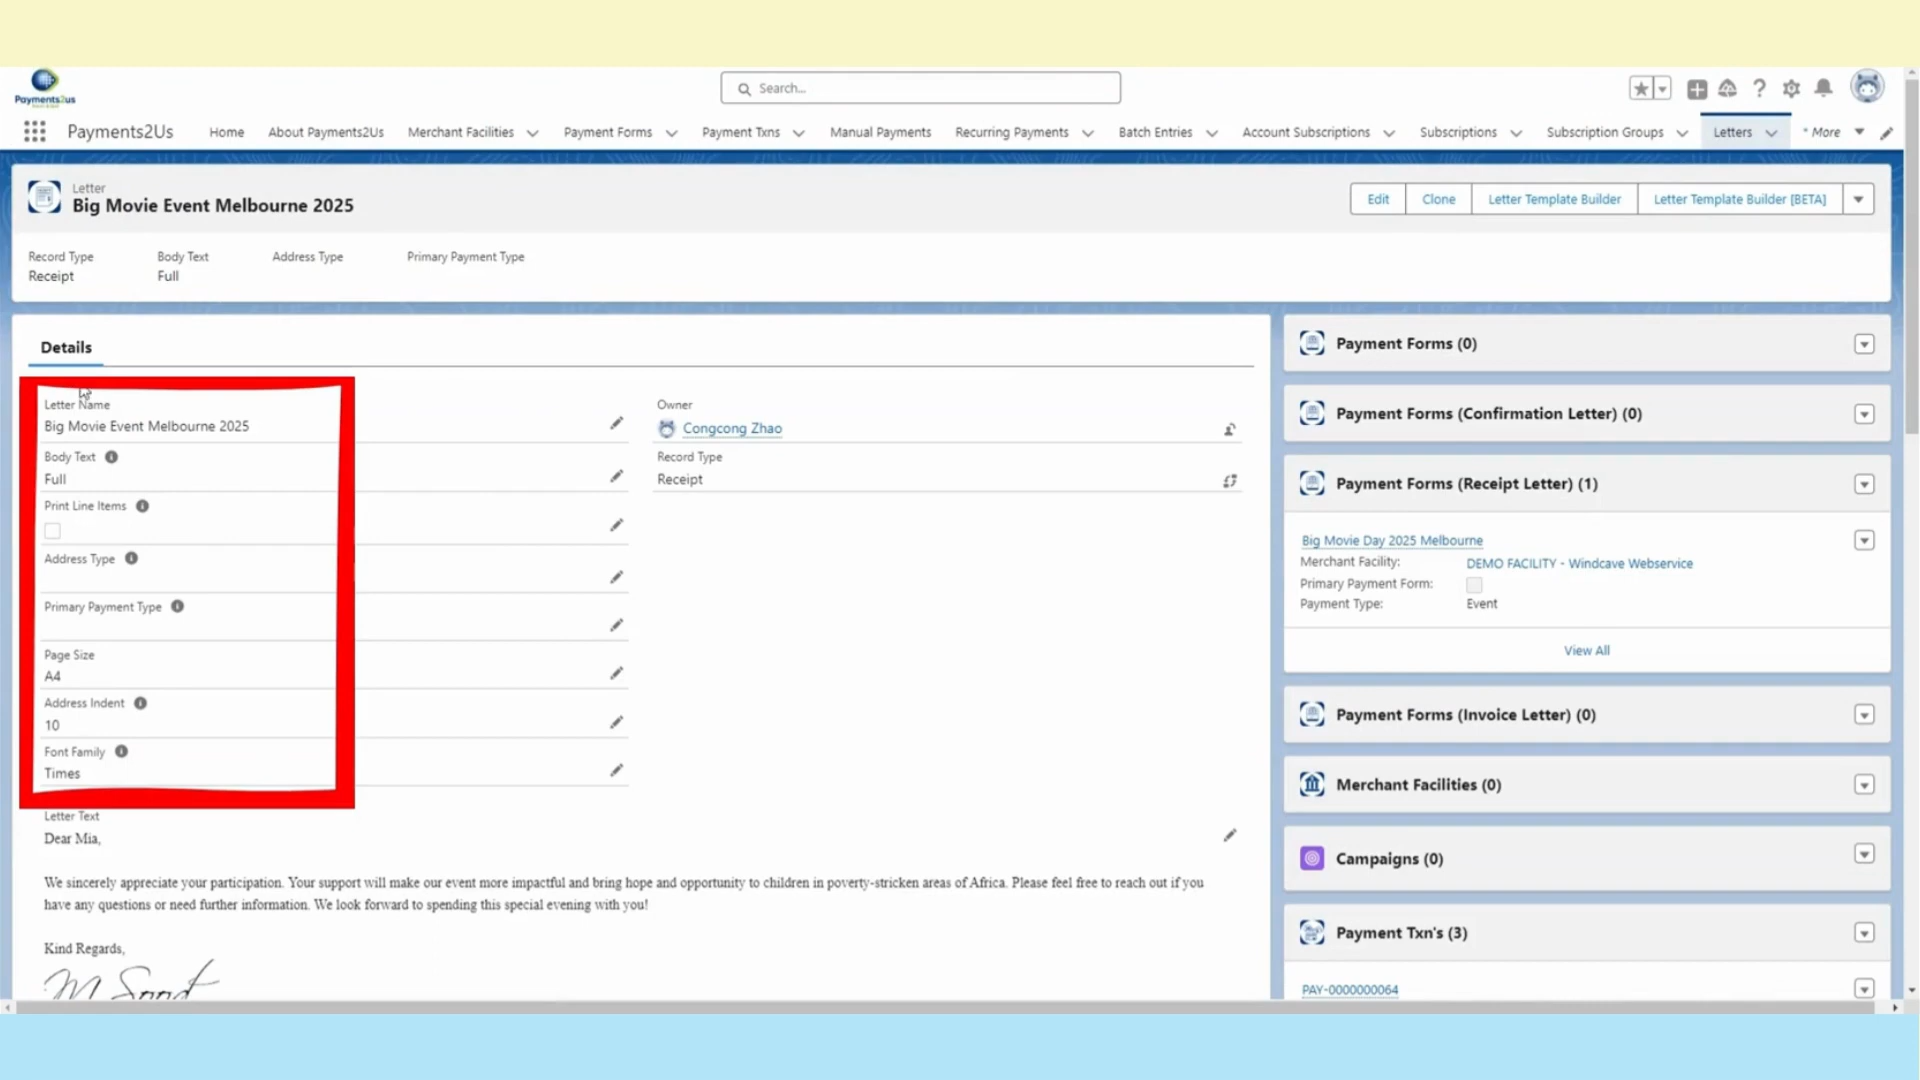 Payments2us
Search...
Payments2Us Home About Payments2Us Merchant Facilities Payment Forms Payment Txns Manual Payments Recurring Payments Batch Entries Account Subscriptions Subscriptions Subscription Groups Letters * More
Letter
Big Movie Event Melbourne 2025
Edit Clone Letter Template Builder Letter Template Builder [BETA]
Record Type Body Text Address Type Primary Payment Type
Receipt Full
Details
Letter Name
Big Movie Event Melbourne 2025
Body Text
Full
Print Line Items
Address Type
Primary Payment Type
Page Size
A4
Address Indent
10
Font Family
Times
Owner
Congcong Zhao
Record Type
Receipt
Letter Text
Dear Mia,
We sincerely appreciate your participation. Your support will make our event more impactful and bring hope and opportunity to children in poverty-stricken areas of Africa. Please feel free to reach out if you
have any questions or need further information. We look forward to spending this special evening with you!
Kind Regards,
Payment Forms (0)
Payment Forms (Confirmation Letter) (0)
Payment Forms (Receipt Letter) (1)
Big Movie Day 2025 Melbourne
Merchant Facility: DEMO FACILITY - Windcave Webservice
Primary Payment Form:
Payment Type: Event
View All
Payment Forms (Invoice Letter) (0)
Merchant Facilities (0)
Campaigns (0)
Payment Txn's (3)
PAY-0000000064